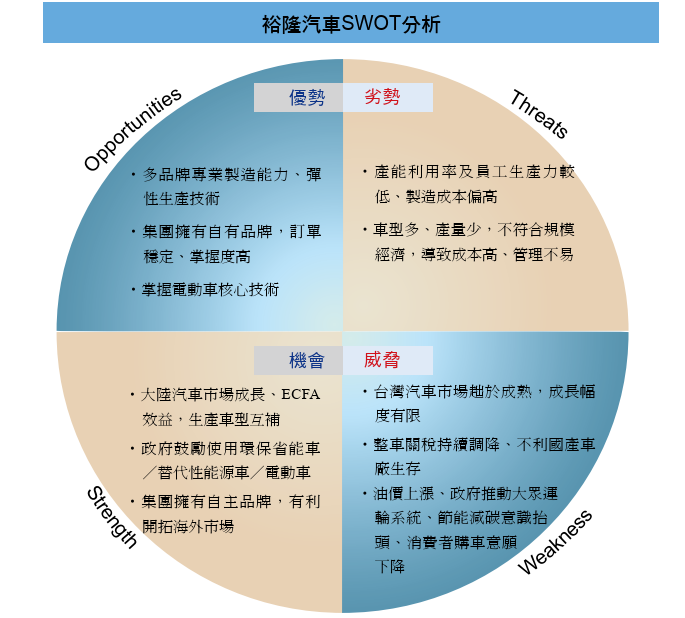 裕隆汽車SWOT分析
Opportunities
Threats
優勢
劣勢
・多品牌專業製造能力、彈
性生產技術
・集團擁有自有品牌，訂單
穩定、掌握度高
・掌握電動車核心技術
・產能利用率及員工生產力較
低、製造成本偏高
・車型多、產量少，不符合規模
經濟，導致成本高、管理不易
機會
威脅
・大陸汽車市場成長、ECFA
效益，生產車型互補
・政府鼓勵使用環保省能車
／替代性能源車／電動車
・集團擁有自主品牌，有利
開拓海外市場
・台灣汽車市場趨於成熟，成長幅
度有限
・整車關稅持續調降、不利國產車
廠生存
・油價上漲、政府推動大眾運
輸系統、節能減碳意識抬
頭、消費者購車意願
下降
Strength
Weakness